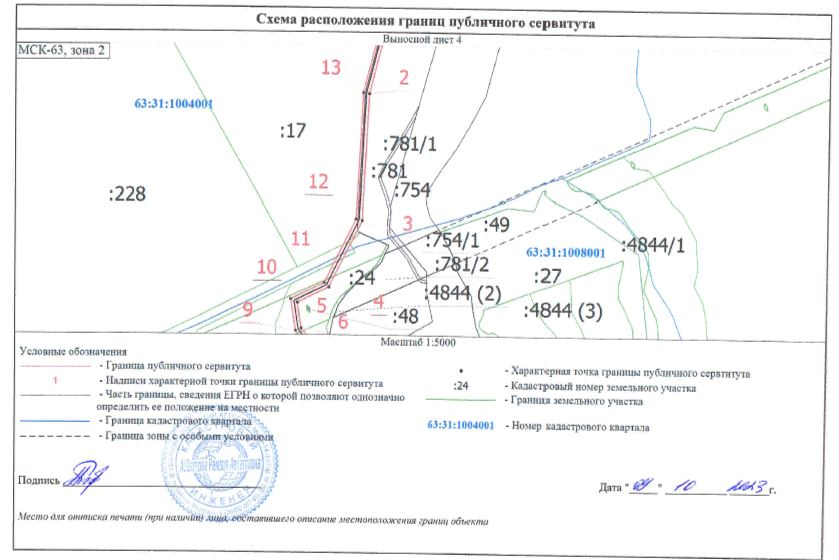 Схема расположения границ публичного сервитута
Выносной лист 4
МСК-63, зона 2
13
2
63:31:1004001
:17
:781/1
:781
:754
12
:228
3
:49
11
:754/1
63:31:1008001
:4844/1
:781/2
10
:24
:27
:4844 (2)
5
4
9
6
:48
:4844 (3)
Масштаб 1:5000
Условные обозначения
- Граница публичного сервитута
1 - Надписи характерной точки границы публичного сервитута
- Часть границы, сведения ЕГРН о которой позволяют однозначно
определить ее положение на местности
- Граница кадастрового квартала
- Граница зоны с особыми условиями
- Характерная точка границы публичного сервтитута
:24 - Кадастровый номер земельного участка
- Граница земельного участка
63:31:1004001 - Номер кадастрового квартала
КАДАСТРОВЫЙ
ИНЖЕНЕР
Подпись
Дата " " 10 2023 г.
Место для оттиска печати (при наличии) лица, составившего описание местоположения границ объекта